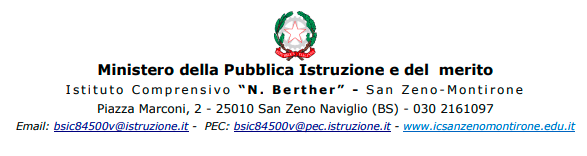 Ministero della Pubblica Istruzione e del  merito
Istituto Comprensivo “N. Berther” – San Zeno-Montirone
Piazza Marconi, 2 - 25010 San Zeno Naviglio (BS) - 030 2161097
Email: bsic84500v@istruzione.it -  PEC: bsic84500v@pec.istruzione.it - www.icsanzenomontirone.edu.it